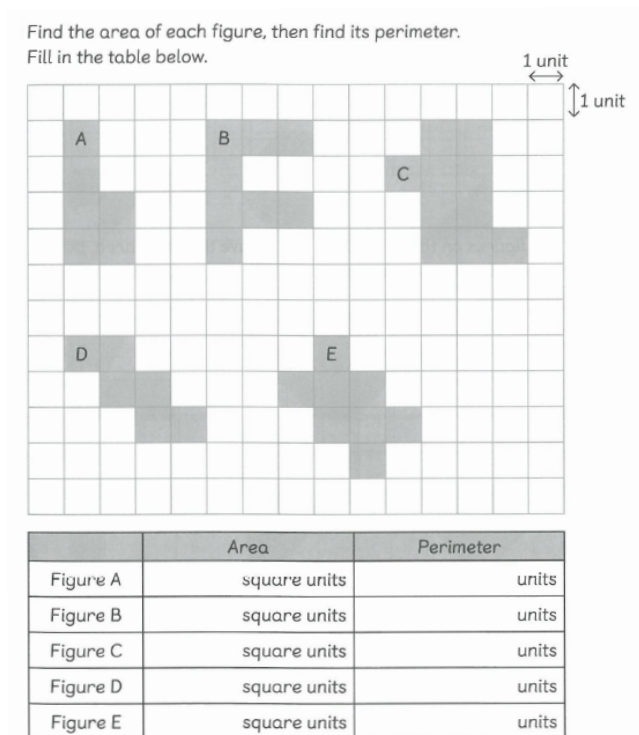 Find the area of each figure, then find its perimeter.
Fill in the table below.
1 unit
1 unit
A
B
C
D
E
Area Perimeter
Figure A square units units
Figure B square units units
Figure C square units units
Figure D square units units
Figure E square units units